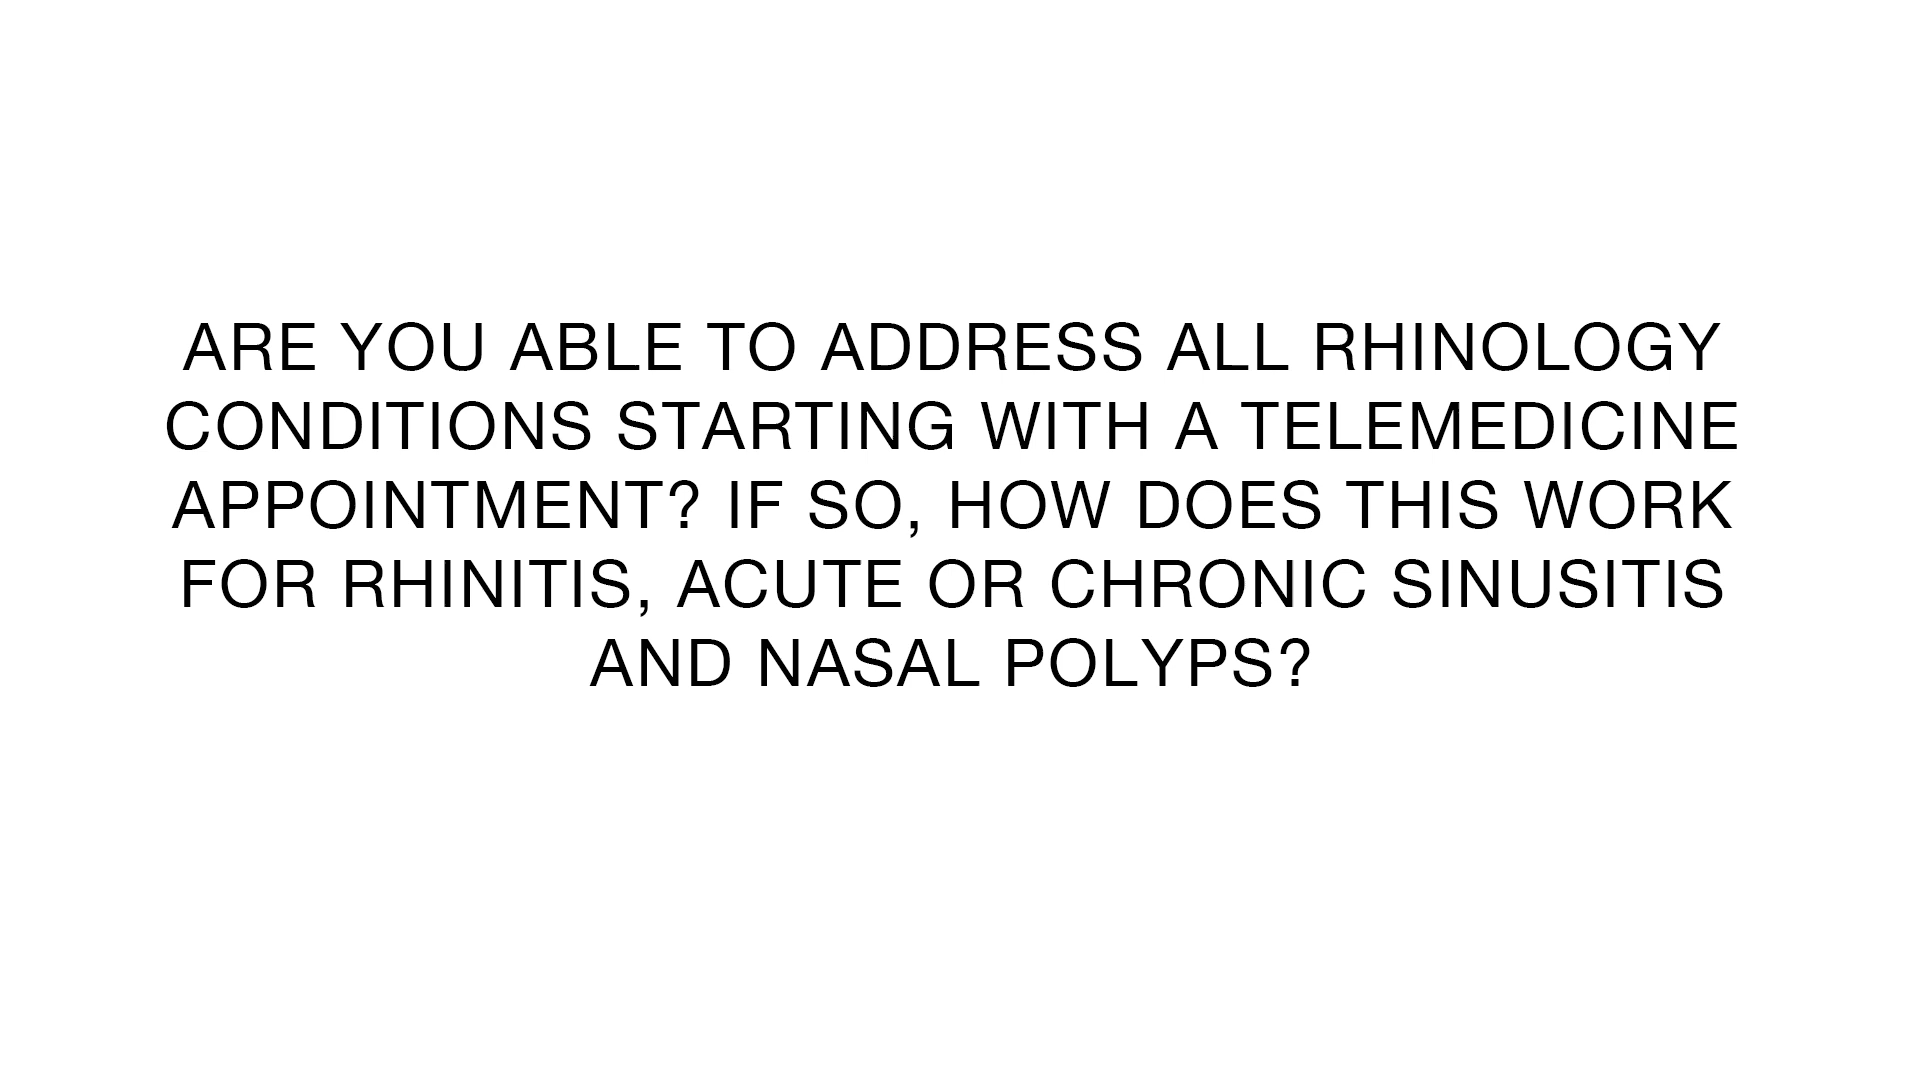 ARE YOU ABLE TO ADDRESS ALL RHINOLOGY
CONDITIONS STARTING WITH A TELEMEDICINE
APPOINTMENT? IF SO, HOW DOES THIS WORK
FOR RHINITIS, ACUTE OR CHRONIC SINUSITIS
AND NASAL POLYPS?